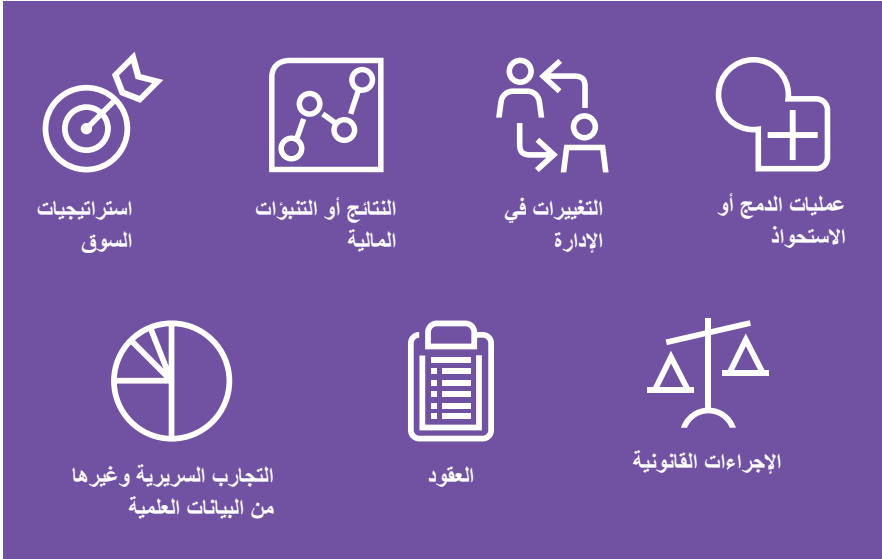 عمليات الدمج أو
الاستحواذ
التغييرات في
الإدارة
النتائج أو التنبؤات
المالية
استراتيجيات
السوق
الإجراءات القانونية
العقود
التجارب السريرية وغيرها
من البيانات العلمية